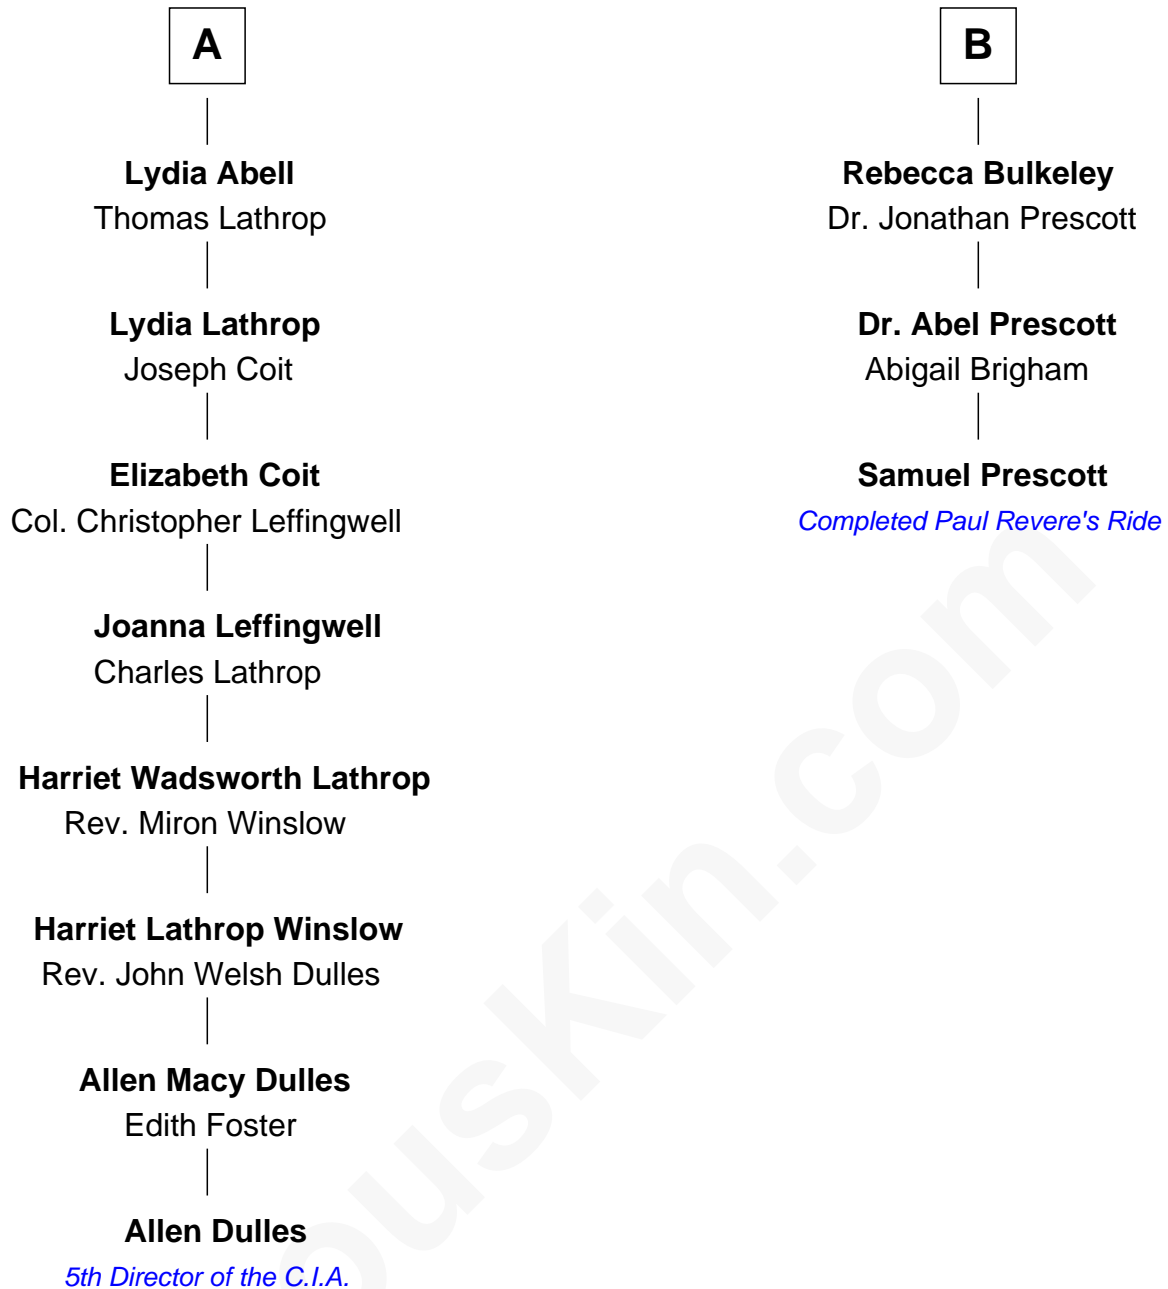 A
Lydia Abell
Thomas Lathrop
Lydia Lathrop
Joseph Coit
Elizabeth Coit
Col. Christopher Leffingwell
Joanna Leffingwell
Charles Lathrop
Harriet Wadsworth Lathrop
Rev. Miron Winslow
Harriet Lathrop Winslow
Rev. John Welsh Dulles
Allen Macy Dulles
Edith Foster
Allen Dulles
5th Director of the C.I.A.
B
Rebecca Bulkeley
Dr. Jonathan Prescott
Dr. Abel Prescott
Abigail Brigham
Samuel Prescott
Completed Paul Revere's Ride
ousKin.com